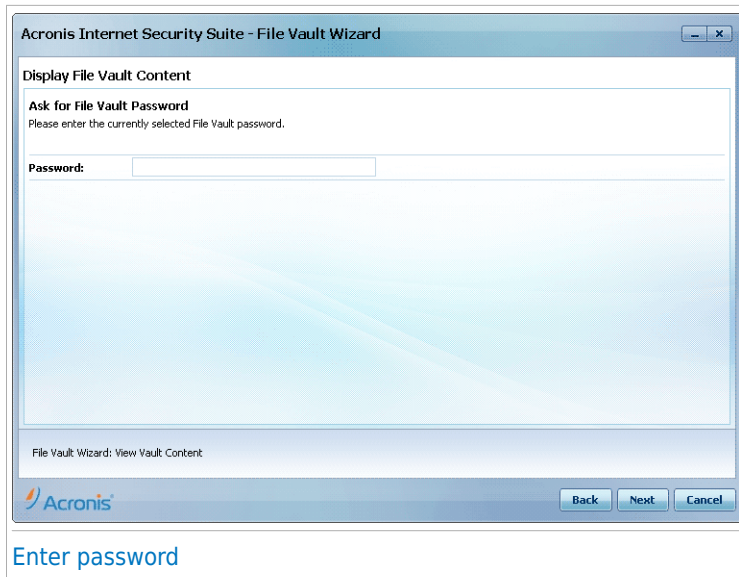 Acronis Internet Security Suite - File Vault Wizard
Display File Vault Content
Ask for File Vault Password
Please enter the currently selected File Vault password.
Password:
File Vault Wizard: View Vault Content
Acronis
Back Next Cancel
Enter password